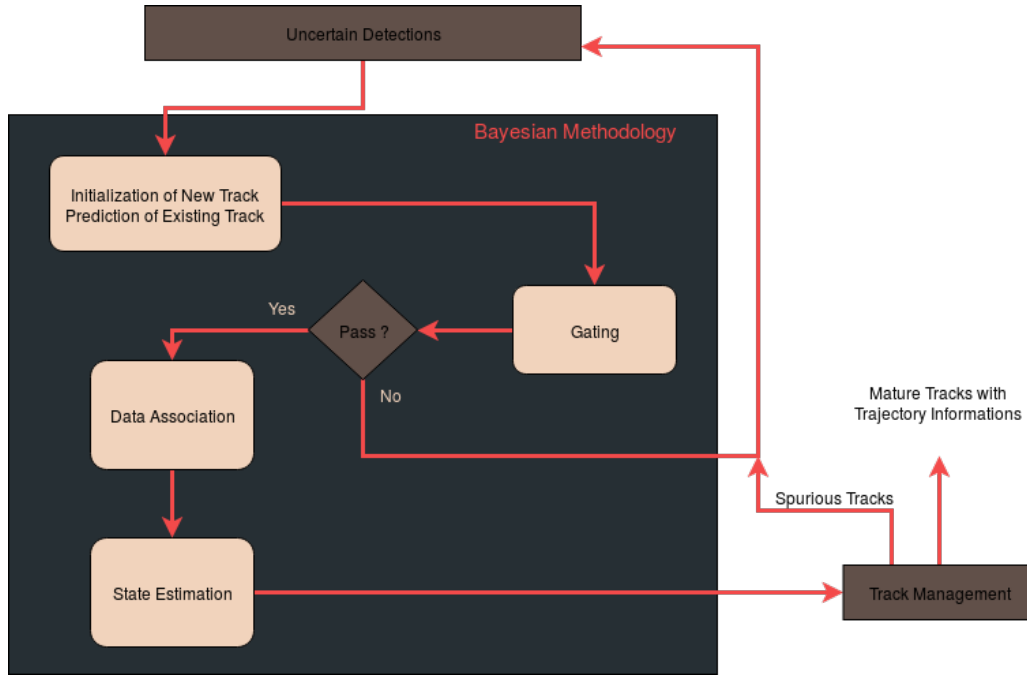 Uncertain Detections
Bayesian Methodology
Initialization of New Track
Prediction of Existing Track
Yes
Pass ?
Gating
No
Data Association
Mature Tracks with
Trajectory Informations
Spurious Tracks
State Estimation
Track Management